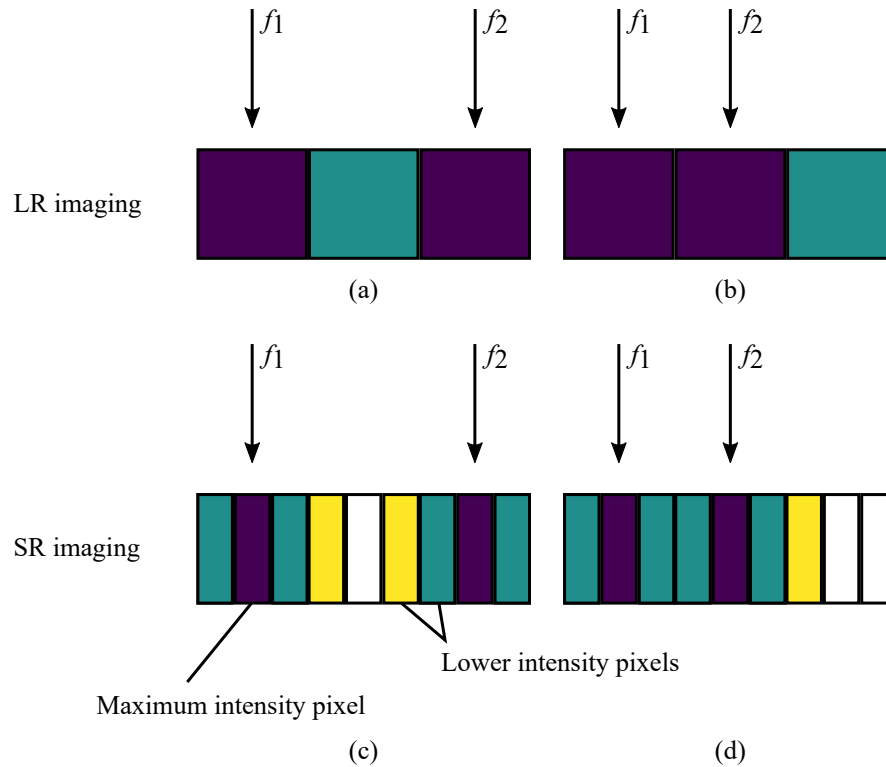 f1 f2 f1 f2
LR imaging
(a) (b)
f1 f2 f1 f2
SR imaging
Lower intensity pixels
Maximum intensity pixel
(c) (d)